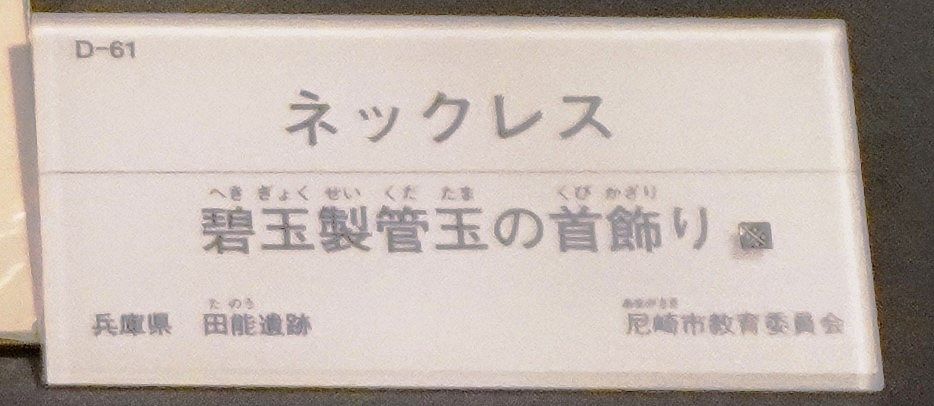 D-61
ネックレス
へき ぎょく せい くだ たま くび かざり
碧玉製管玉の首飾り
た のう あまがさき
兵庫県 田能遺跡 尼崎市教育委員会